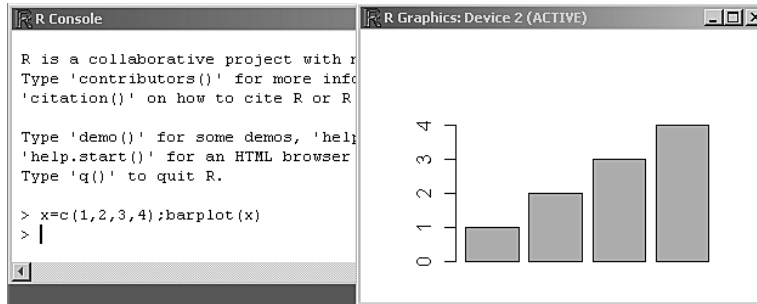 R Console
R is a collaborative project with
Type 'contributors()' for more
'citation()' on how to cite R or R
Type 'demo()' for some demos,
'help.start()' for an HTML browser
Type 'q()' to quit R.
> x=c(1,2,3,4);barplot(x)
>
R Graphics: Device 2 (ACTIVE)
4
3
2
1
0